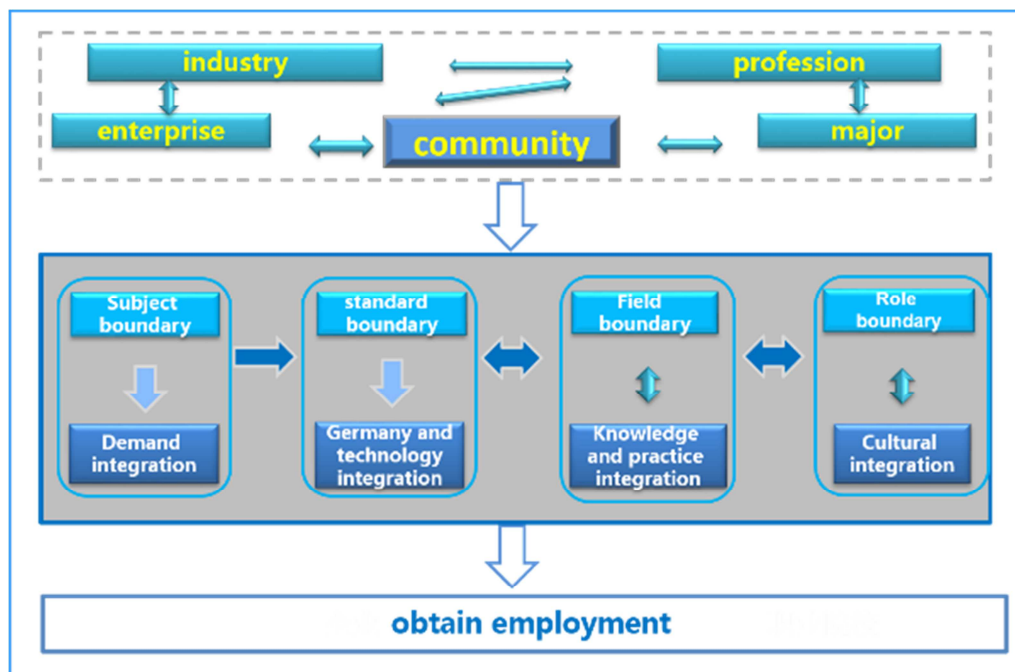 industry
profession
enterprise
community
major
Subject
boundary
standard
boundary
Field
boundary
Role
boundary
Demand
integration
Germany and
technology
integration
Knowledge
and practice
integration
Cultural
integration
obtain employment